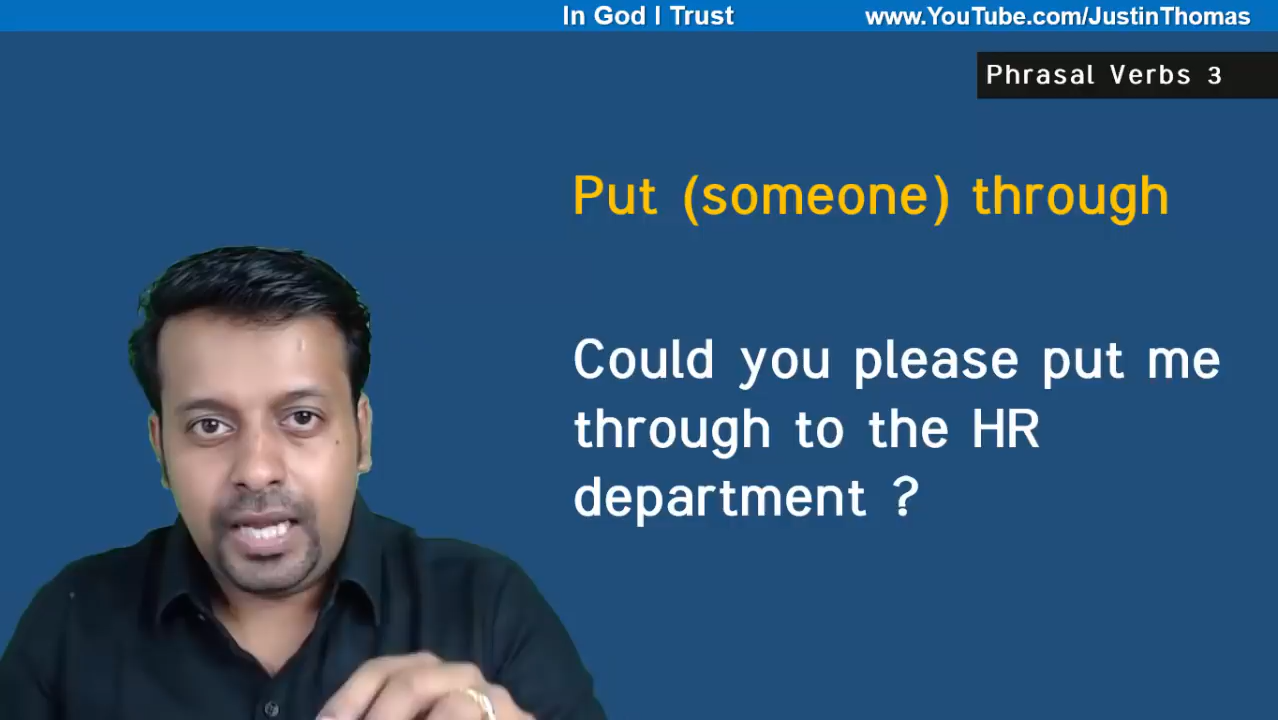 In God I Trust
www.YouTube.com/JustinThomas
Phrasal Verbs 3
Put (someone) through
Could you please put me
through to the HR
department ?